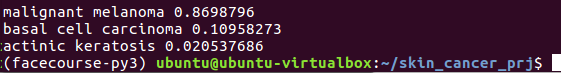 malignant melanoma 0.8698796
basal cell carcinoma 0.10958273
actinic keratosis 0.020537686
(facecourse-py3) ubuntu@ubuntu-virtualbox:~/skin_cancer_prj$